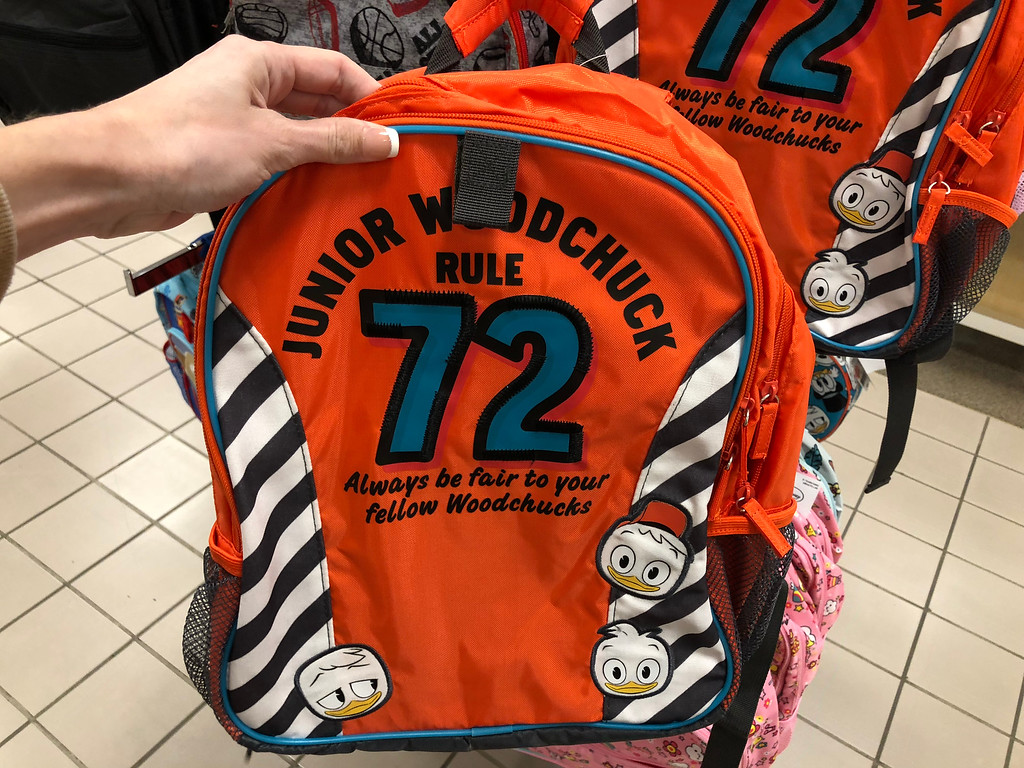 JUNIOR WOODCHUCK
RULE
72
Always be fair to your
fellow Woodchucks
72
Always be fair to your
fellow Woodchucks